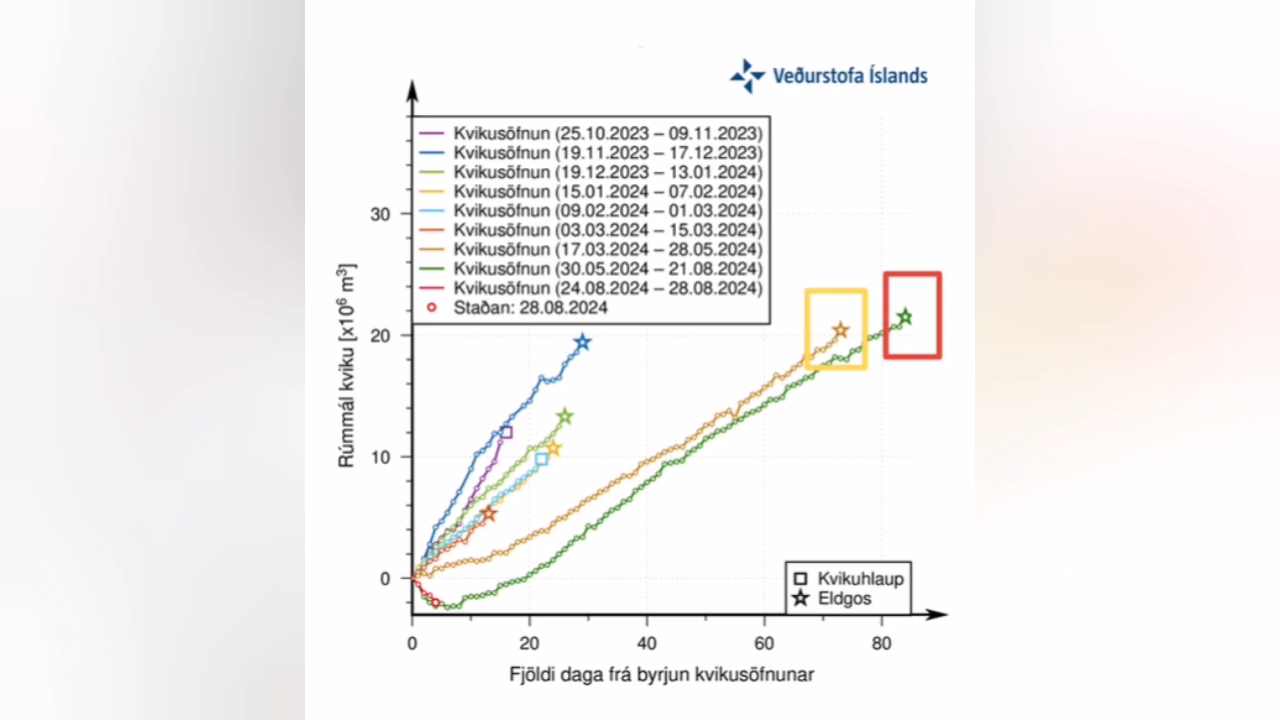 Veðurstofa Íslands
Kvikusöfnun (25.10.2023 – 09.11.2023)
Kvikusöfnun (19.11.2023 – 17.12.2023)
Kvikusöfnun (19.12.2023 – 13.01.2024)
Kvikusöfnun (15.01.2024 – 07.02.2024)
Kvikusöfnun (09.02.2024 – 01.03.2024)
Kvikusöfnun (03.03.2024 – 15.03.2024)
Kvikusöfnun (17.03.2024 – 28.05.2024)
Kvikusöfnun (30.05.2024 – 21.08.2024)
Kvikusöfnun (24.08.2024 – 28.08.2024)
Staðan: 28.08.2024
Rúmmál kviku [x10⁶ m³]
30
20
10
0
Kvikuhlaup
Eldgos
0 20 40 60 80
Fjöldi daga frá byrjun kvikusöfnunar